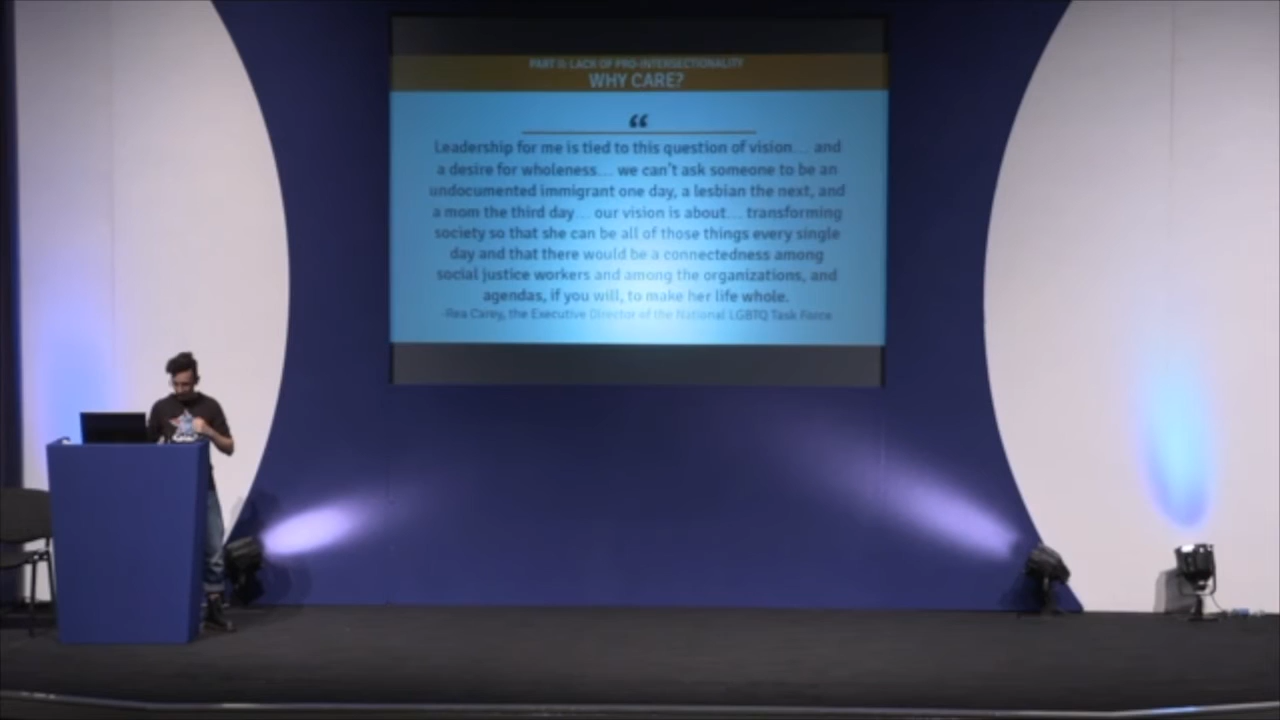 PART II: LACK OF PRO-INTERSECTIONALITY
WHY CARE?
“
Leadership for me is tied to this question of vision... and
a desire for wholeness... we can't ask someone to be an
undocumented immigrant one day, a lesbian the next, and
a mom the third day... our vision is about... transforming
society so that she can be all of those things every single
day and that there would be a connectedness among
social justice workers and among the organizations, and
agendas, if you will, to make her life whole.
-Rea Carey, the Executive Director of the National LGBTQ Task Force